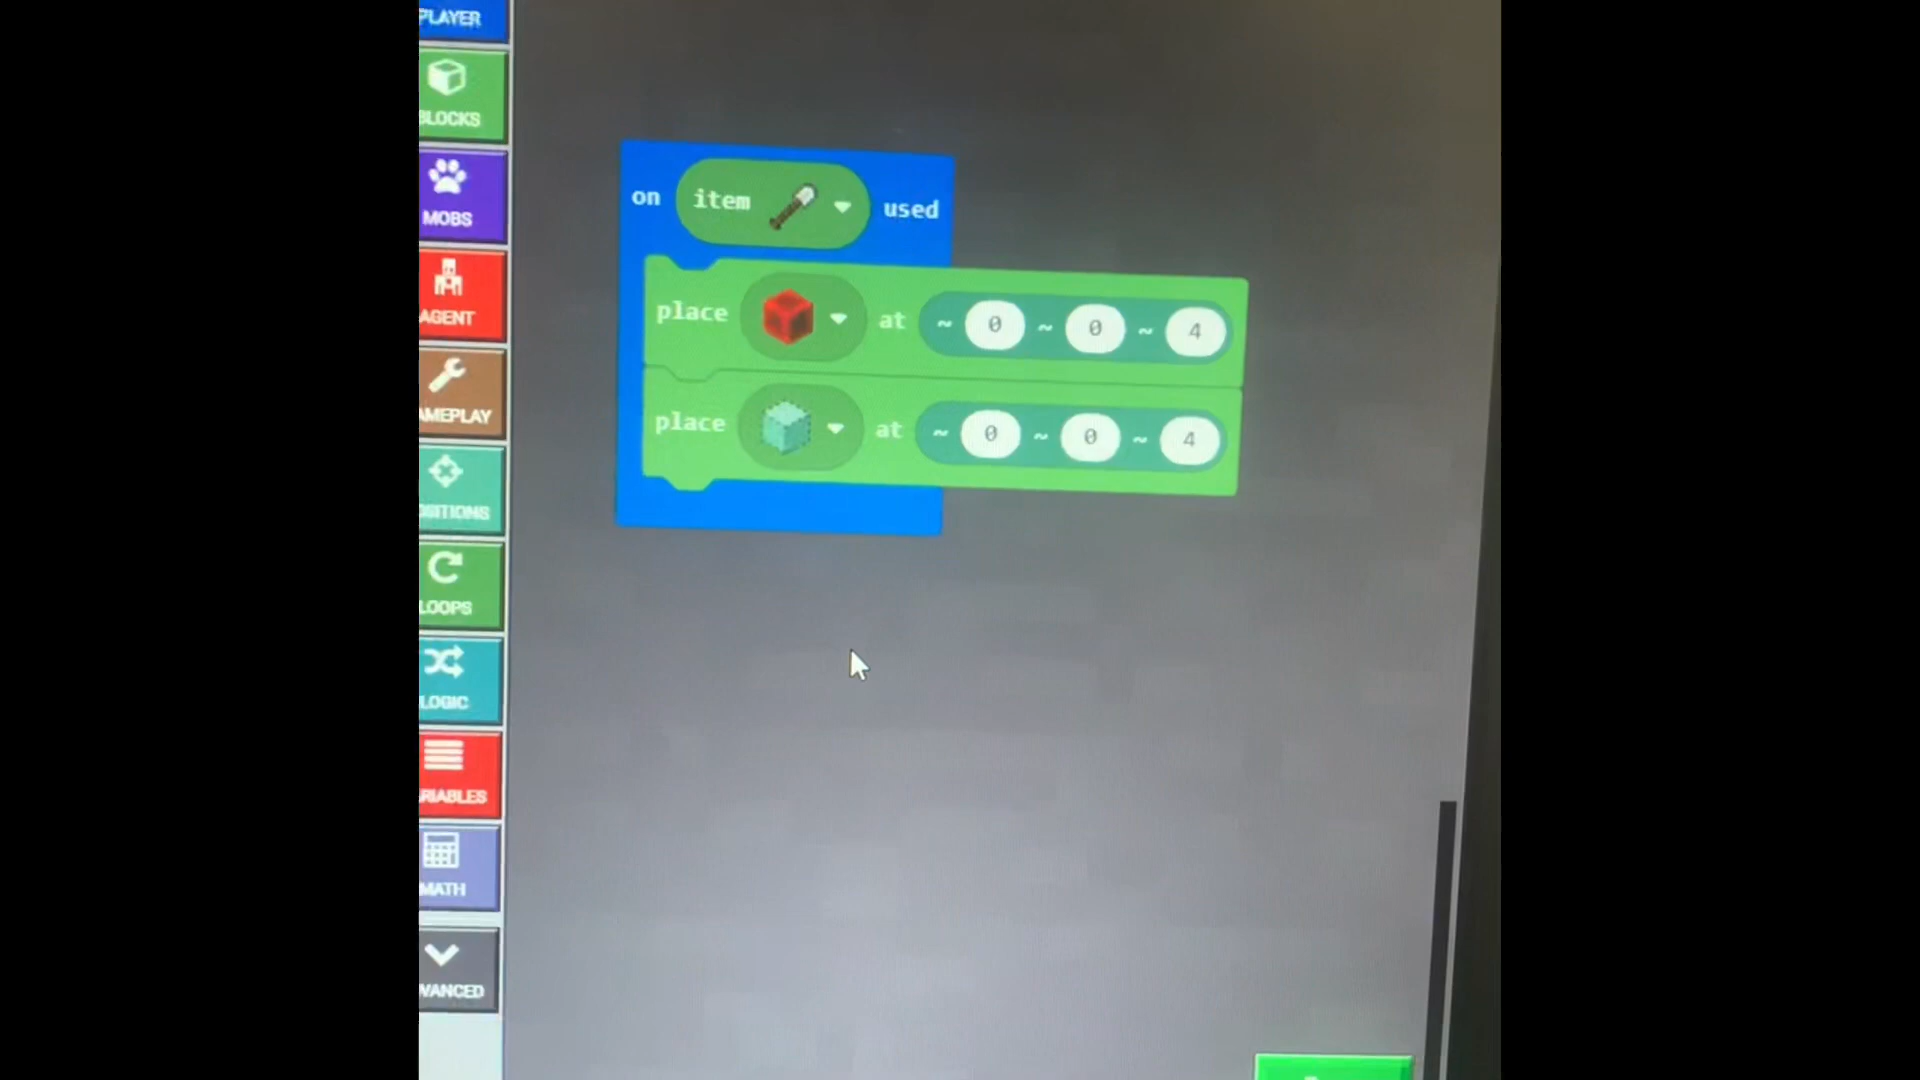 PLAYER
BLOCKS
MOBS
AGENT
AMEPLAY
OSITIONS
LOOPS
LOGIC
RIABLES
MATH
VANCED
on item used
place at ~ 0 ~ 0 ~ 4
place at ~ 0 ~ 0 ~ 4